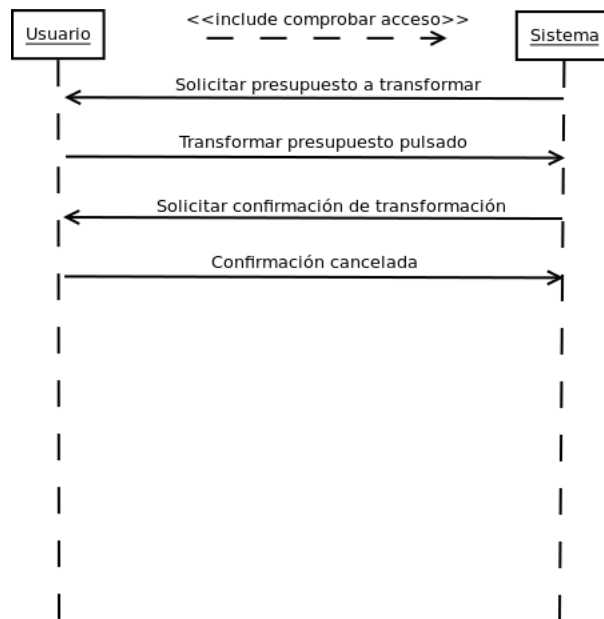 <<include comprobar acceso>>
Usuario
Sistema
Solicitar presupuesto a transformar
Transformar presupuesto pulsado
Solicitar confirmación de transformación
Confirmación cancelada